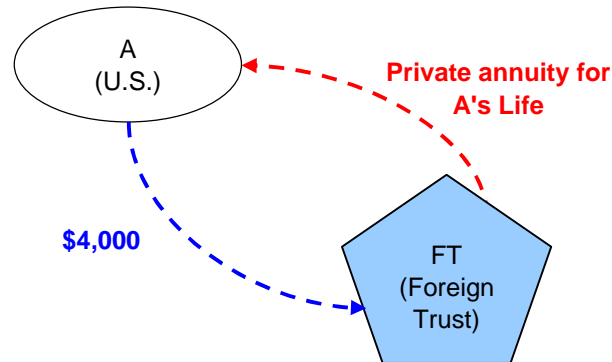 A
(U.S.)
Private annuity for
A's Life
$4,000
FT
(Foreign
Trust)